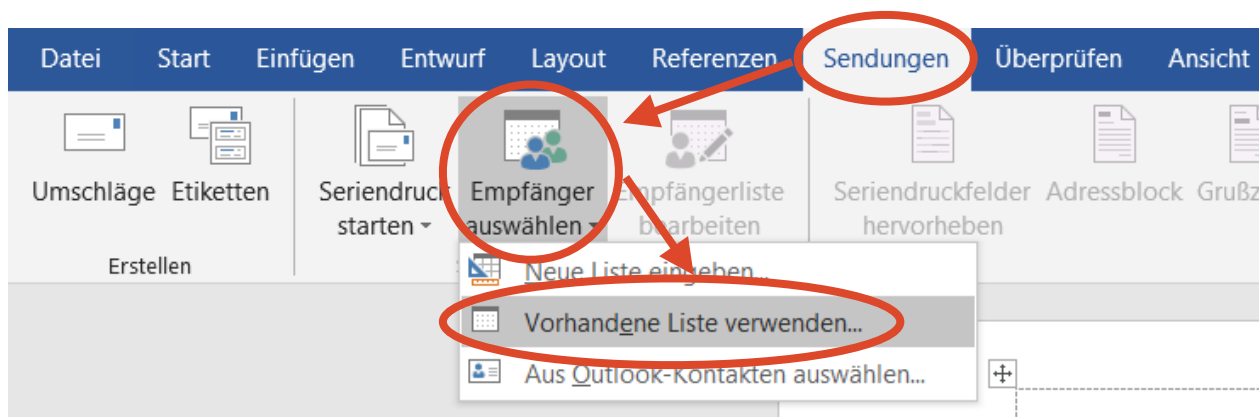 Datei Start Einfügen Entwurf Layout Referenzen Sendungen Überprüfen Ansicht
Umschläge Etiketten
Seriendruck
starten
Empfänger
auswählen
Empfängerliste
bearbeiten
Seriendruckfelder
hervorheben
Adressblock
Erstellen
Neue Liste eingeben...
Vorhandene Liste verwenden...
Aus Outlook-Kontakten auswählen...